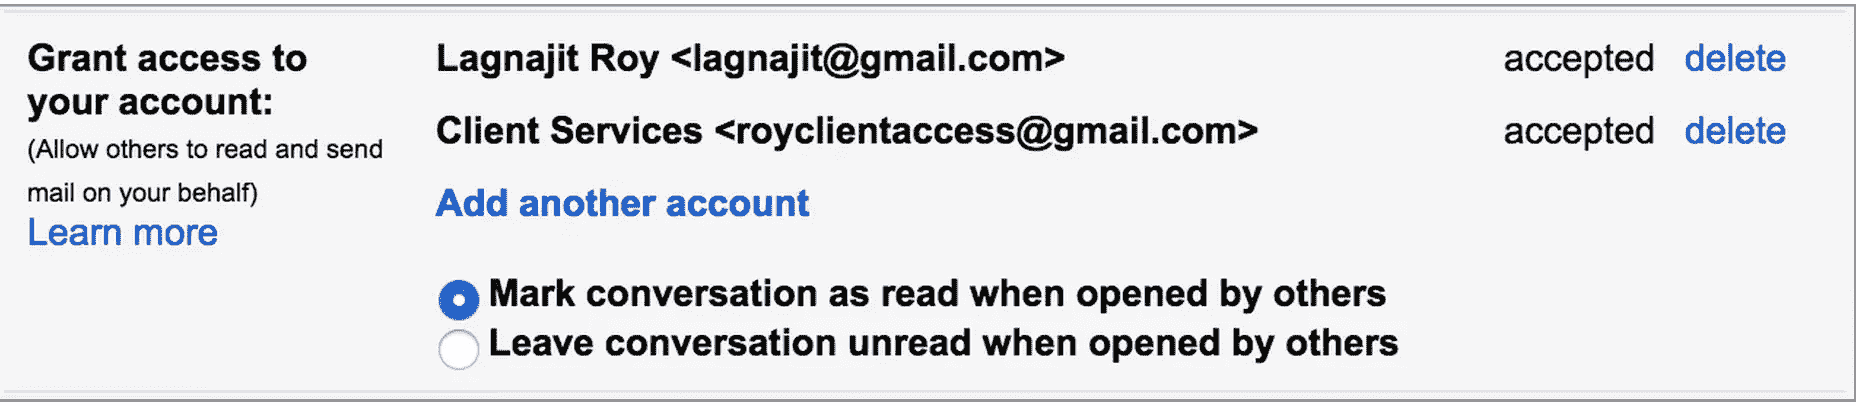 Grant access to
your account:
(Allow others to read and send
mail on your behalf)
Learn more
Lagnajit Roy <lagnajit@gmail.com> accepted delete
Client Services <royclientaccess@gmail.com> accepted delete
Add another account
Mark conversation as read when opened by others
Leave conversation unread when opened by others